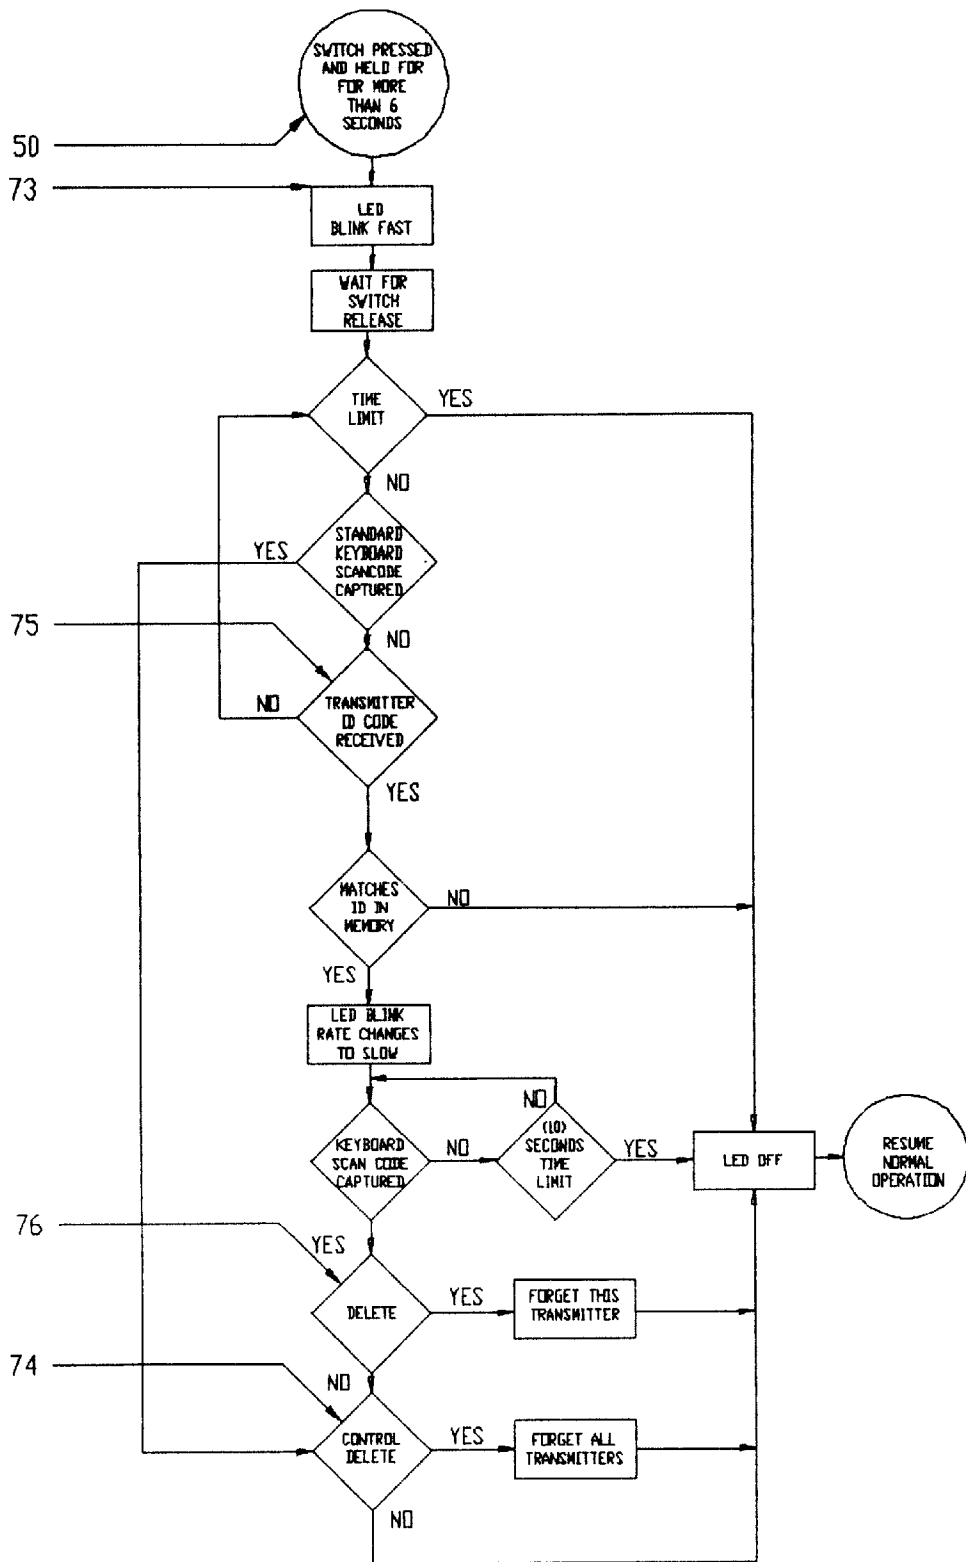 SWITCH PRESSED
AND HELD FOR
FOR MORE
THAN 6
SECONDS
50
73
LED
BLINK FAST
WAIT FOR
SWITCH
RELEASE
TIME
LIMIT
YES
NO
STANDARD
KEYBOARD
SCANCODE
CAPTURED
YES
NO
75
TRANSMITTER
ID CODE
RECEIVED
NO
YES
MATCHES
ID IN
MEMORY
NO
YES
LED BLINK
RATE CHANGES
TO SLOW
NO
KEYBOARD
SCAN CODE
CAPTURED
NO
(10)
SECONDS
TIME
LIMIT
YES
LED OFF
RESUME
NORMAL
OPERATION
76
YES
DELETE
YES
FORGET THIS
TRANSMITTER
74
NO
CONTROL
DELETE
YES
FORGET ALL
TRANSMITTERS
NO